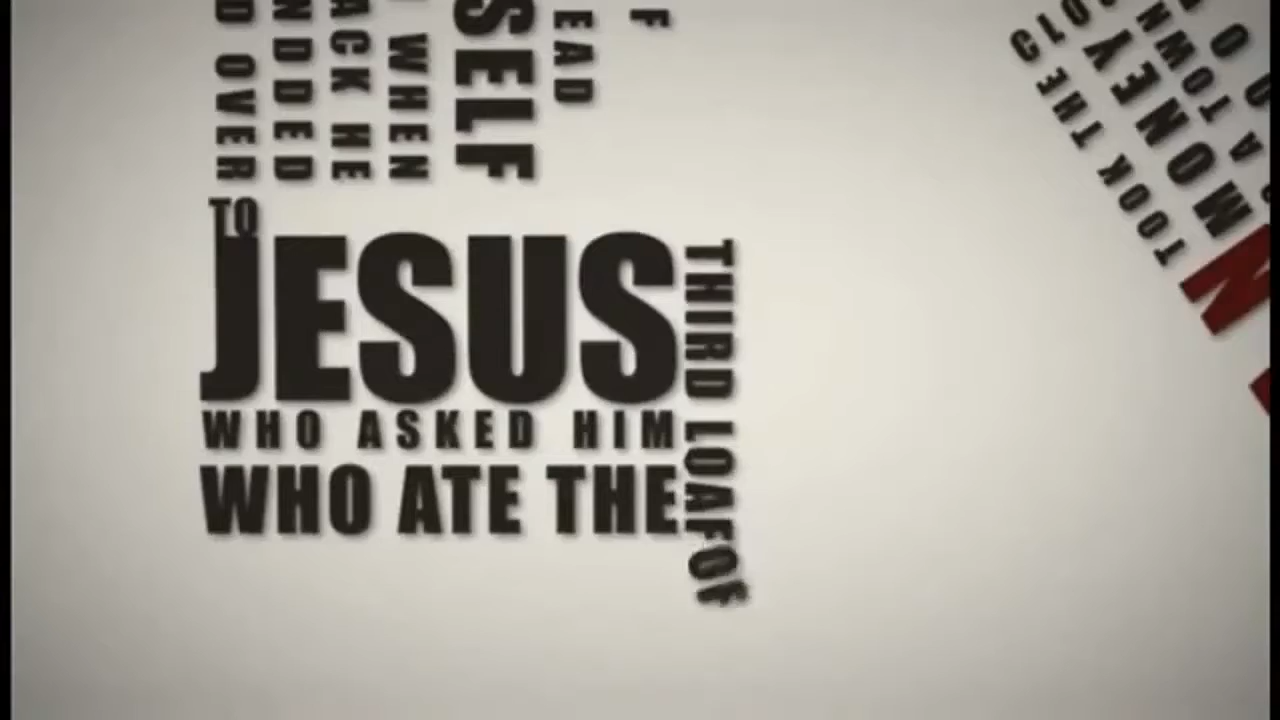 D OVER
NDDED
ACK HE
WHEN
SELF
EAD
F
TO
JESUS
WHO ASKED HIM
WHO ATE THE
THIRD LOAF OF
TOOK THE
MONEY
TOWN